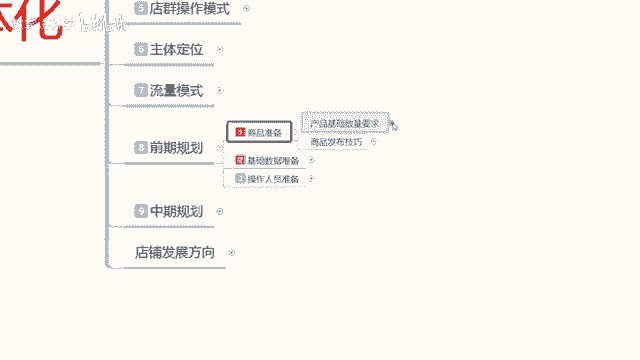 态化
5 店群操作模式
6 主体定位
7 流量模式
8 前期规划
1 商品准备
产品基础数量要求
商品发布技巧
基础数据准备
3 操作人员准备
9 中期规划
店铺发展方向